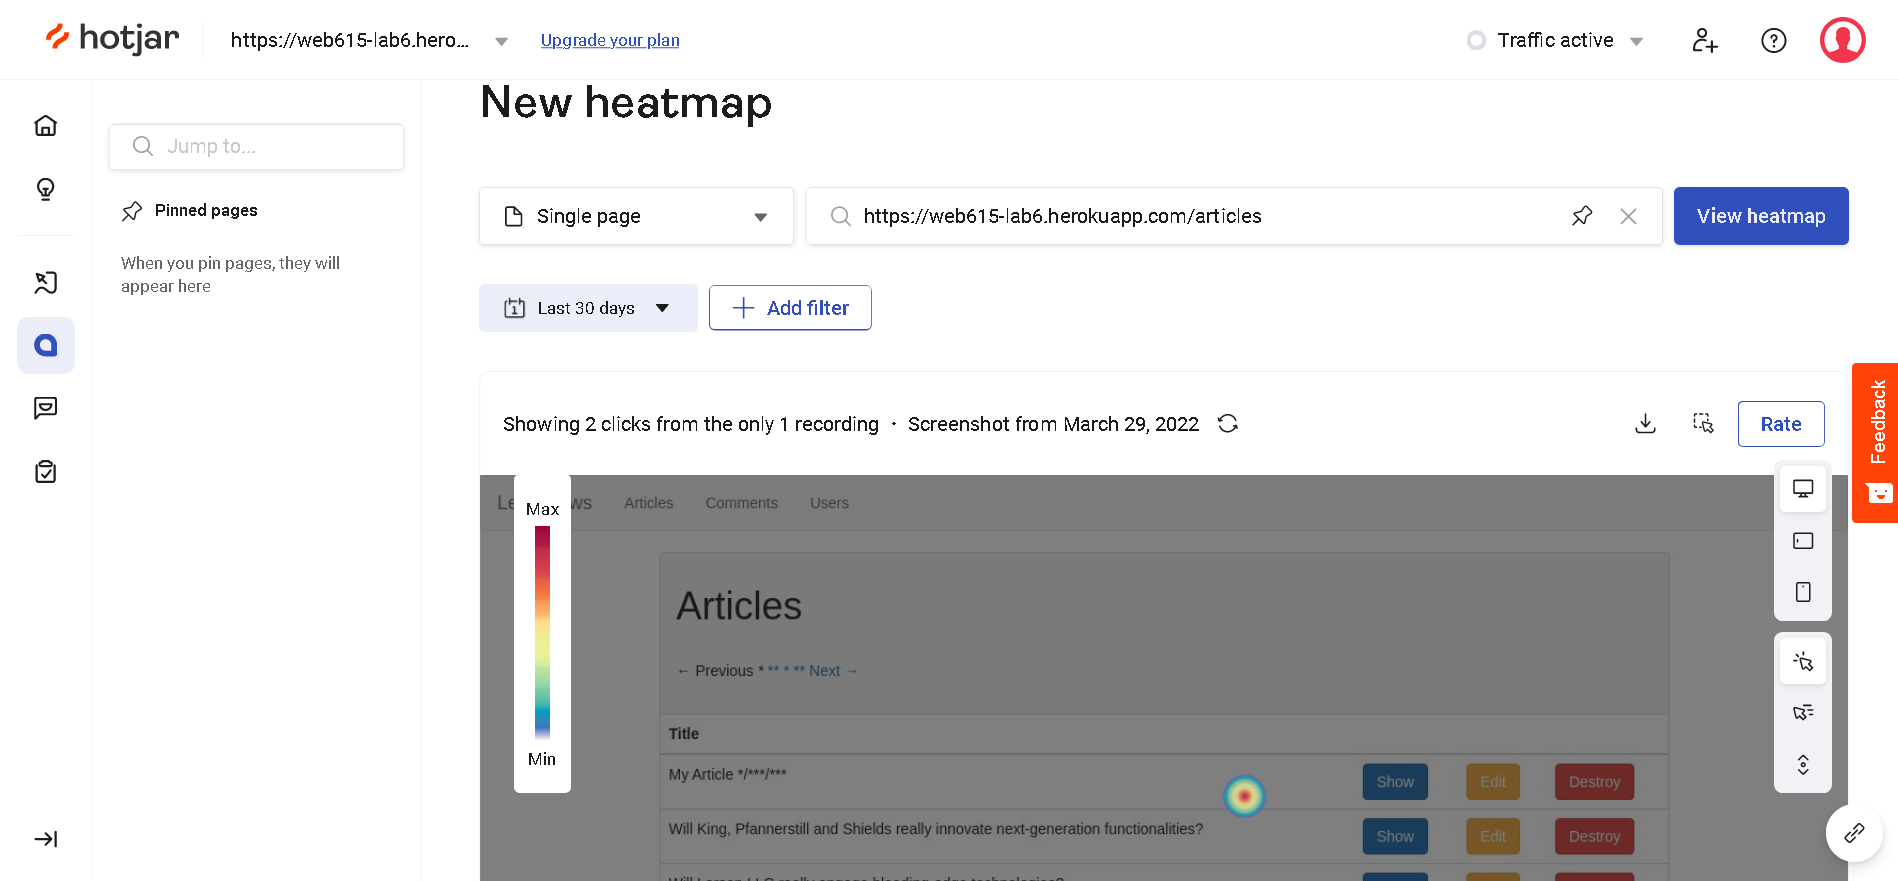 hotjar
https://web615-lab6.hero...
Upgrade your plan
Traffic active
Jump to...
Pinned pages
When you pin pages, they will
appear here
New heatmap
Single page
https://web615-lab6.herokuapp.com/articles
View heatmap
Last 30 days
Add filter
Showing 2 clicks from the only 1 recording · Screenshot from March 29, 2022
Rate
Feedback
Max
Min
Articles
Comments
Users
Articles
← Previous * ** * ** Next →
Title
My Article */***/***
Show
Edit
Destroy
Will King, Pfannerstill and Shields really innovate next-generation functionalities?
Show
Edit
Destroy